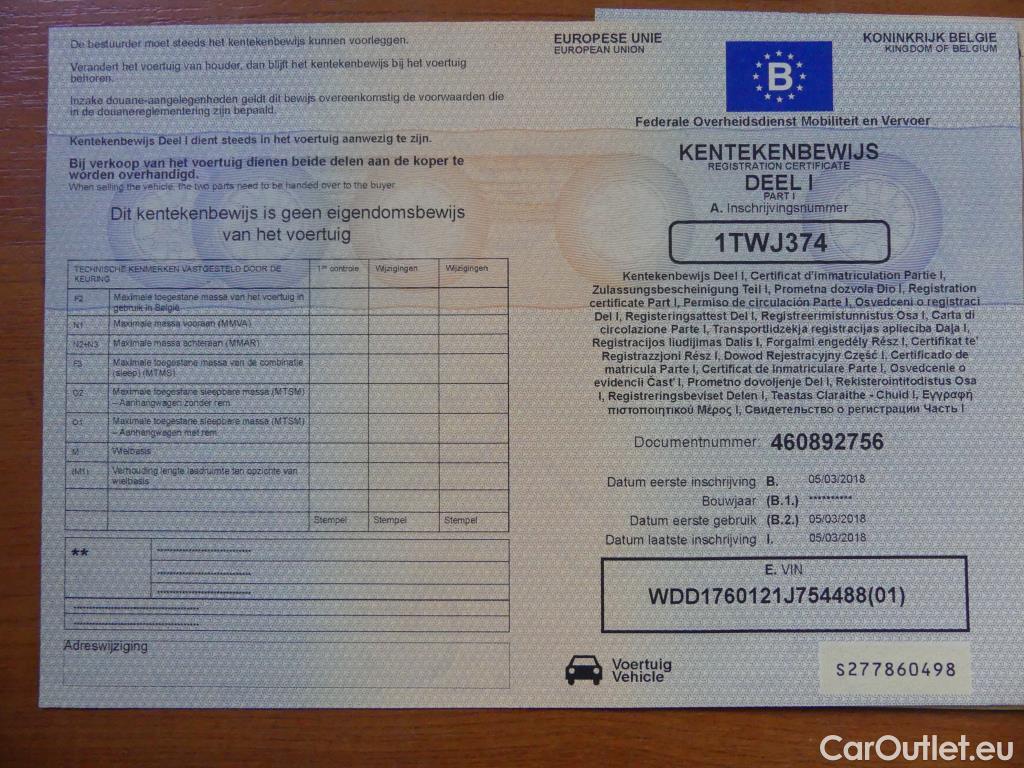 De bestuurder moet steeds het kentekenbewijs kunnen voorleggen.
Verandert het voertuig van houder, dan blijft het kentekenbewijs bij het voertuig
behoren.
Inzake douane-aangelegenheden geldt dit bewijs overeenkomstig de voorwaarden die
in de douanereglementering zijn bepaald.
Kentekenbewijs Deel I dient steeds in het voertuig aanwezig te zijn.
Bij verkoop van het voertuig dienen beide delen aan de koper te
worden overhandigd.
When selling the vehicle, the two parts need to be handed over to the buyer.
Dit kentekenbewijs is geen eigendomsbewijs
van het voertuig
TECHNISCHE KENMERKEN VASTGESTELD DOOR DE
KEURING
1ste controle Wijzigingen Wijzigingen
F2 Maximale toegestane massa van het voertuig in
gebruik in België
N1 Maximale massa vooraan (MMVA)
N2+N3 Maximale massa achteraan (MMAR)
F3 Maximale toegestane massa van de combinatie
(sleep) (MTMS)
O2 Maximale toegestane sleepbare massa (MTSM)
–Aanhangwagen zonder rem
O1 Maximale toegestane sleepbare massa (MTSM)
– Aanhangwagen met rem
M Wielbasis
(M1) Verhouding lengte laadruimte ten opzichte van
wielbasis
Stempel Stempel Stempel
**
Adreswijziging
EUROPESE UNIE
EUROPEAN UNION
KONINKRIJK BELGIE
KINGDOM OF BELGIUM
B
Federale Overheidsdienst Mobiliteit en Vervoer
KENTEKENBEWIJS
REGISTRATION CERTIFICATE
DEEL I
PART I
A. Inschrijvingsnummer
1TWJ374
Kentekenbewijs Deel I, Certificat d'immatriculation Partie I,
Zulassungsbescheinigung Teil I, Prometna dozvola Dio I, Registration
certificate Part I, Permiso de circulación Parte I, Osvedceni o registraci
Del I, Registeringsattest Del I, Registreerimistunnistus Osa I, Carta di
circolazione Parte I, Transportlidzekja registracijas aplieciba Daja I,
Registracijos liudijimas Dalis I, Forgalmi engedély Rész I, Certifikat te'
Registrazzjoni Rész I, Dowod Rejestracyjny Część I, Certificado de
matricula Parte I, Certificat de Inmatriculare Parte I, Osvedcenie o
evidencii Čast' I, Prometno dovoljenje Del I, Rekisterointitodistus Osa
I, Registreringsbeviset Delen I, Teastas Claraithe - Chuid I, Εγγραφή
πιστοποιητικού Μέρος I, Свидетельство о регистрации Часть I
Documentnummer: 460892756
Datum eerste inschrijving B. 05/03/2018
Bouwjaar (B.1.) **********
Datum eerste gebruik (B.2.) 05/03/2018
Datum laatste inschrijving I. 05/03/2018
E. VIN
WDD1760121J754488(01)
Voertuig
Vehicle
S277860498
CarOutlet.eu